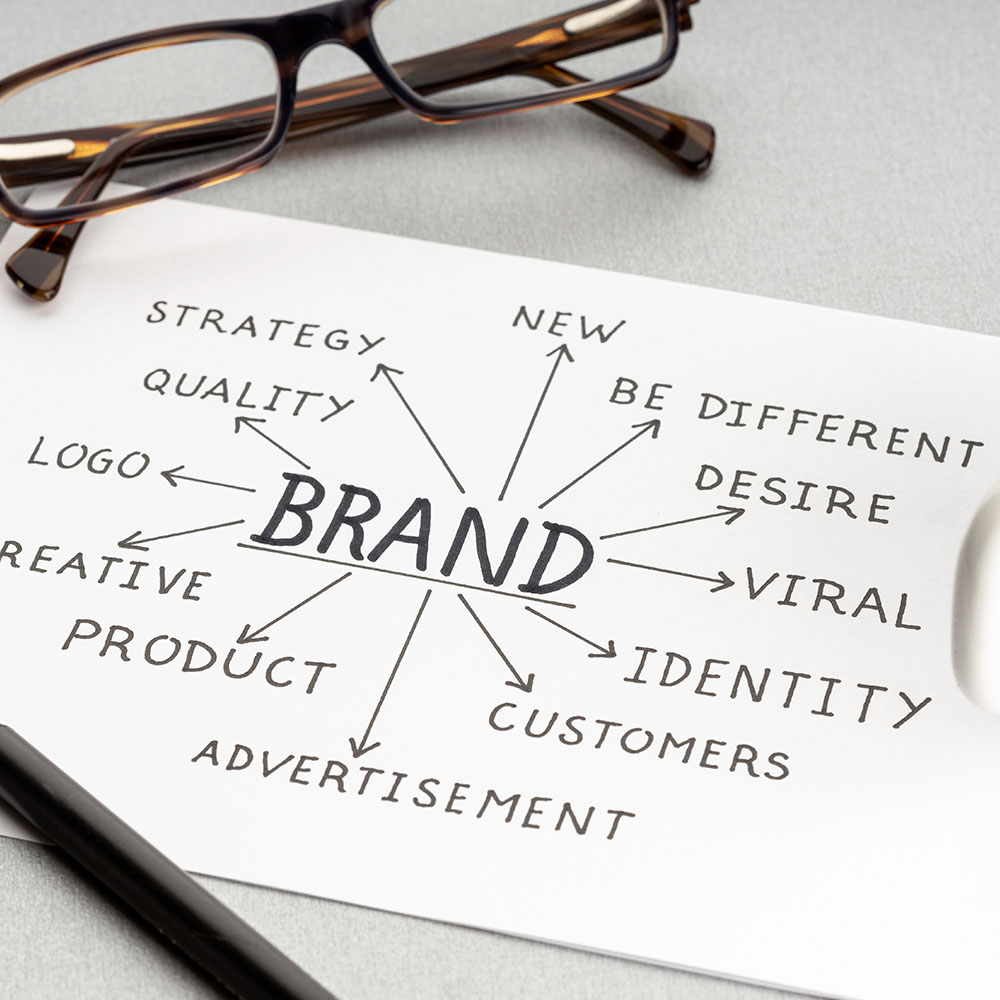 STRATEGY
NEW
QUALITY
BE DIFFERENT
LOGO
DESIRE
BRAND
REATIVE
VIRAL
PRODUCT
IDENTITY
CUSTOMERS
ADVERTISEMENT